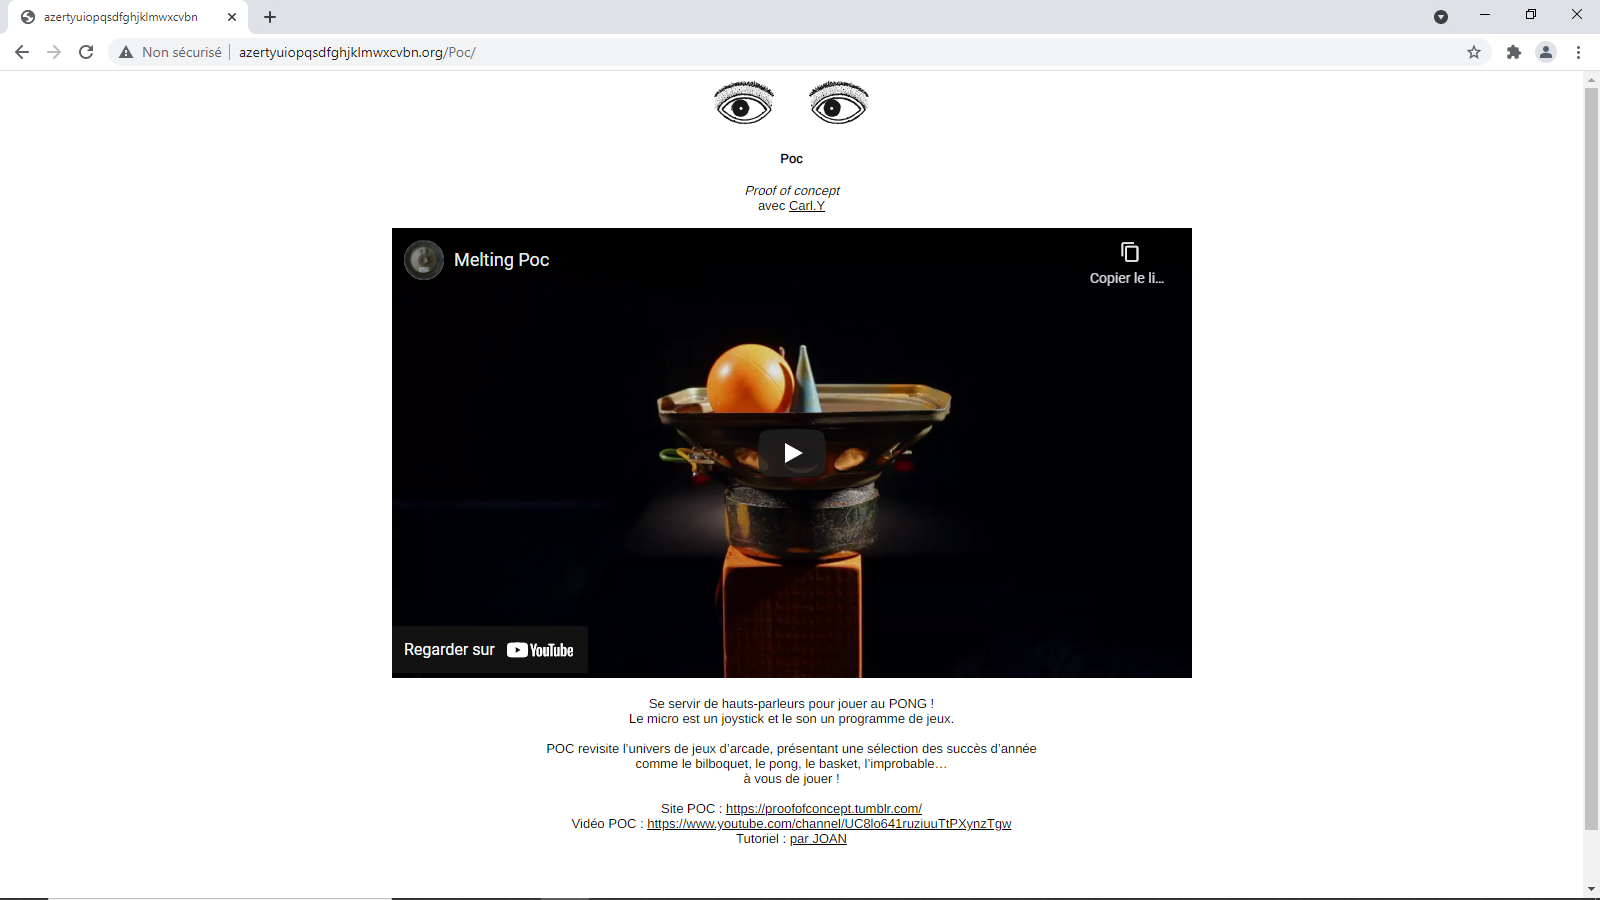 azertyuiopqsdfghjklmwxcvbn
Non sécurisé
azertyuiopqsdfghjklmwxcvbn.org/Poc/
Poc
Proof of concept
avec Carl.Y
Melting Poc
Copier le li...
Regarder sur YouTube
Se servir de hauts-parleurs pour jouer au PONG !
Le micro est un joystick et le son un programme de jeux.
POC revisite l’univers de jeux d’arcade, présentant une sélection des succès d’année
comme le bilboquet, le pong, le basket, l’improbable…
à vous de jouer !
Site POC : https://proofofconcept.tumblr.com/
Vidéo POC : https://www.youtube.com/channel/UC8lo641ruziuuTtPXynzTgw
Tutoriel : par JOAN